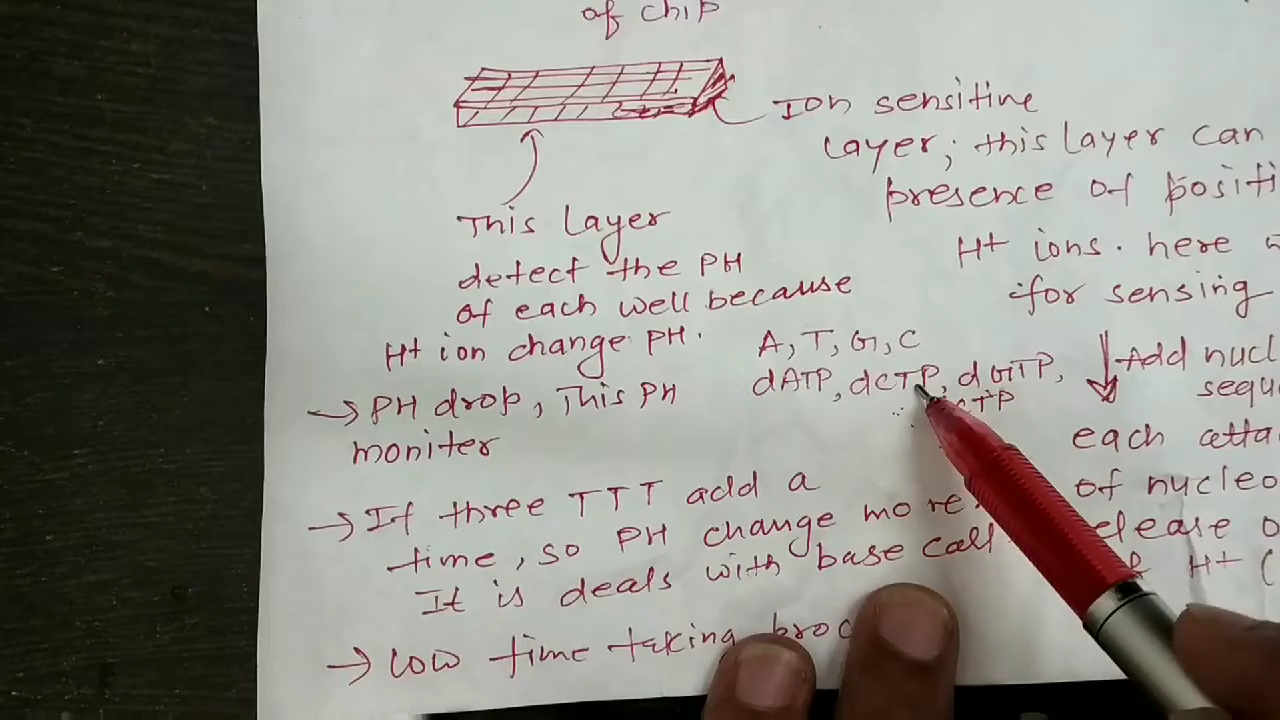 of chip
Ion sensitive
Layer; this layer can
presence of positi
H+ ions. here
for sensing
This Layer
detect the PH
of each well because
H+ ion change PH.
A, T, G, C
dATP, dCTP, dGTP,
→ PH drop, This PH
moniter
Add nucl
sequ
each atta
of nucleo
H+ (
→ If three TTT add a
time, so PH change more.
It is deals with base call
→ Low time taking proc